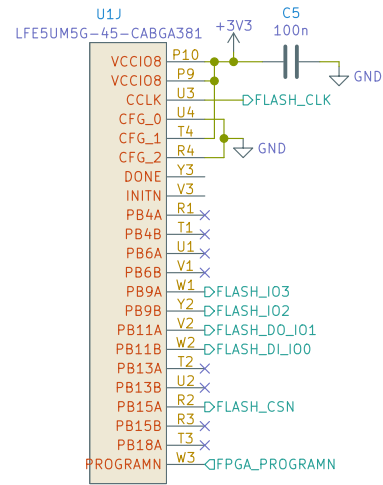 U1J
LFE5UM5G-45-CABGA381
+3V3
C5
100n
GND
VCCIO8 P10
VCCIO8 P9
CCLK U3 FLASH_CLK
CFG_0 U4
CFG_1 T4
CFG_2 R4 GND
DONE Y3
INITN V3
PB4A R1
PB4B T1
PB6A U1
PB6B V1
PB9A W1 FLASH_IO3
PB9B Y2 FLASH_IO2
PB11A V2 FLASH_DO_IO1
PB11B W2 FLASH_DI_IO0
PB13A T2
PB13B U2
PB15A R2 FLASH_CSN
PB15B R3
PB18A T3
PROGRAMN W3 FPGA_PROGRAMN